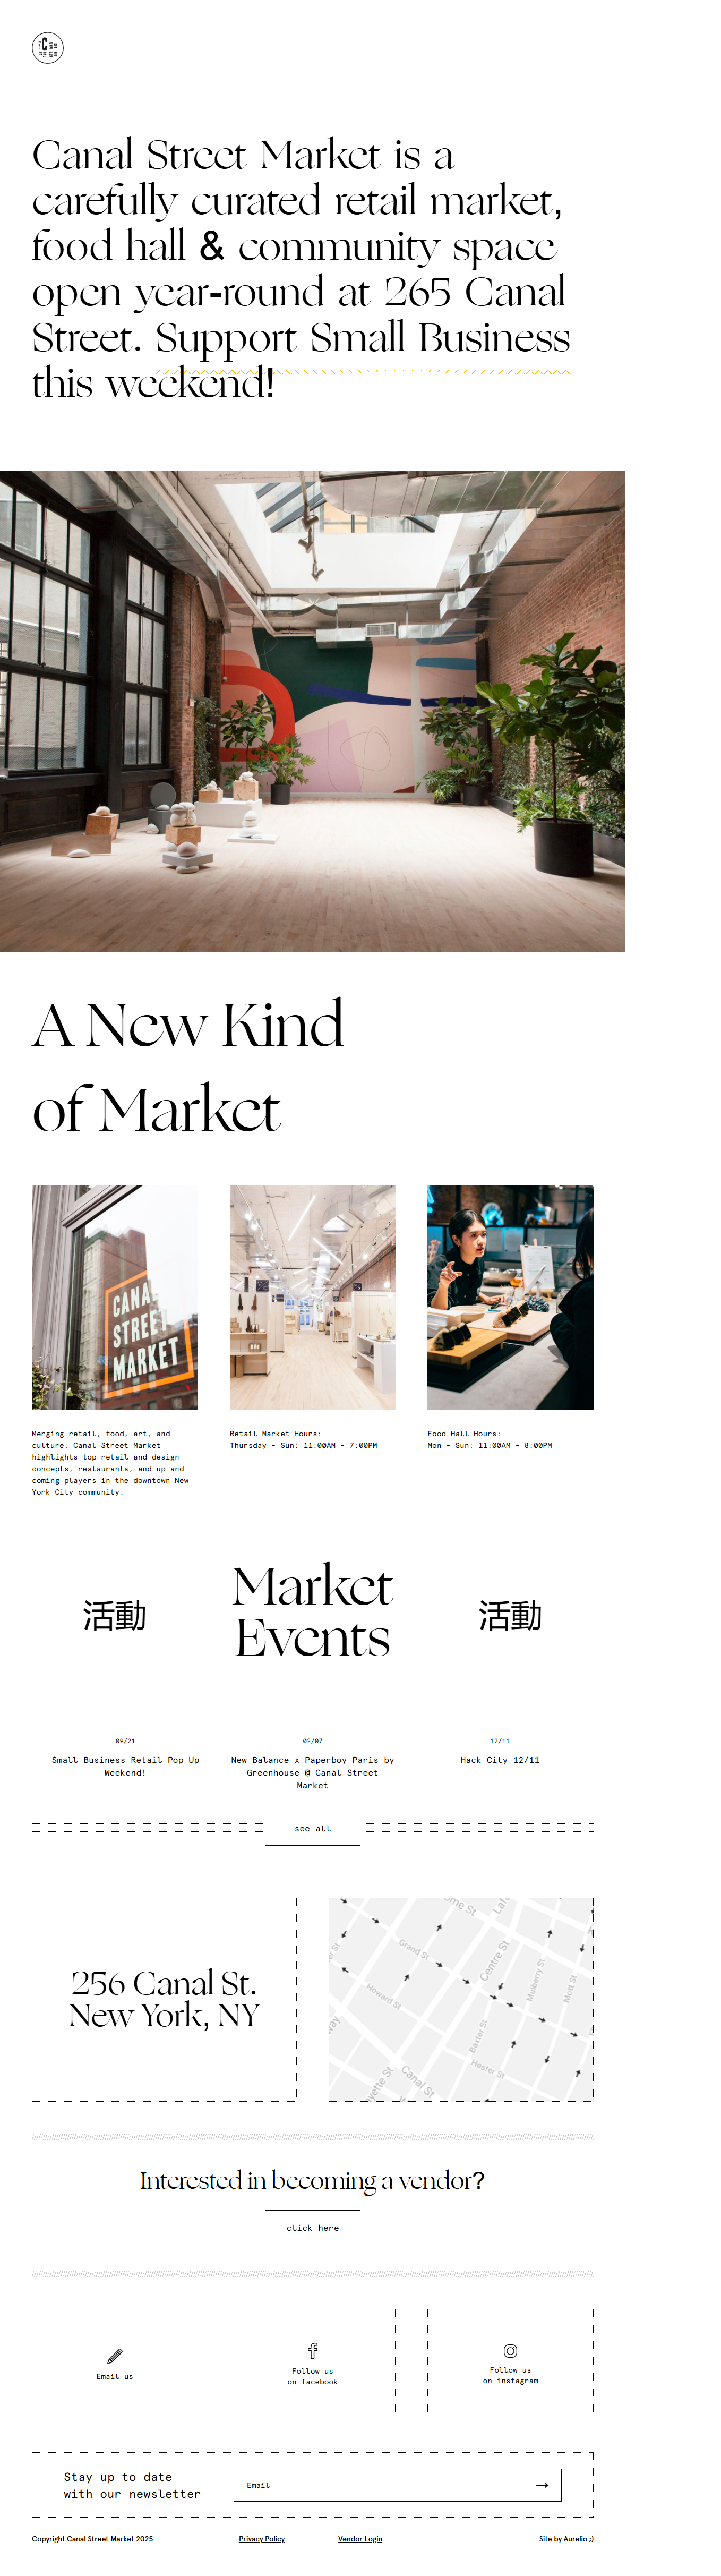 C
Canal Street Market is a
carefully curated retail market,
food hall & community space
open year-round at 265 Canal
Street. Support Small Business
this weekend!
A New Kind
of Market
CANAL
STREET
MARKET
Merging retail, food, art, and
culture, Canal Street Market
highlights top retail and design
concepts, restaurants, and up-and-
coming players in the downtown New
York City community.
Retail Market Hours:
Thursday - Sun: 11:00AM - 7:00PM
Food Hall Hours:
Mon - Sun: 11:00AM - 8:00PM
活動
Market
Events
活動
09/21
Small Business Retail Pop Up
Weekend!
02/07
New Balance x Paperboy Paris by
Greenhouse @ Canal Street
Market
12/11
Hack City 12/11
see all
256 Canal St.
New York, NY
Grand St
Centre St
Howard St
Mulberry St
Mott St
Baxter St
Hester St
Canal St
yette St
Interested in becoming a vendor?
click here
Email us
Follow us
on facebook
Follow us
on instagram
Stay up to date
with our newsletter
Email
Copyright Canal Street Market 2025
Privacy Policy
Vendor Login
Site by Aurelio ;)